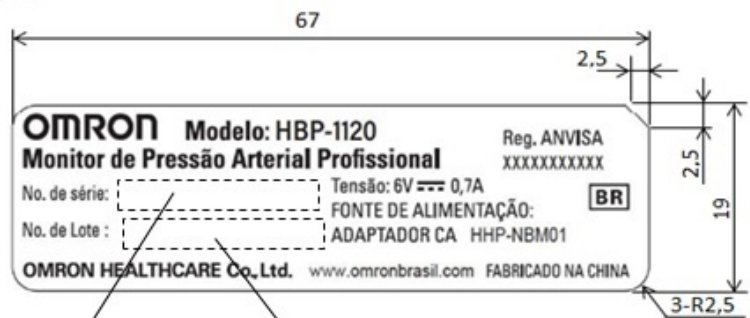 67
2,5
OMRON Modelo: HBP-1120
Monitor de Pressão Arterial Profissional
Reg. ANVISA
XXXXXXXXXXX
2,5
19
No. de série:
Tensão: 6V 0,7A
BR
FONTE DE ALIMENTAÇÃO:
No. de Lote :
ADAPTADOR CA HHP-NBM01
OMRON HEALTHCARE Co., Ltd. www.omronbrasil.com FABRICADO NA CHINA
3-R2,5